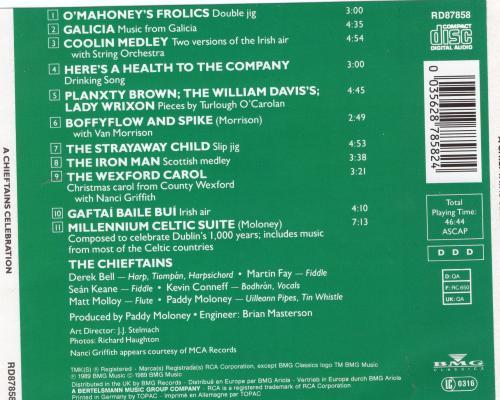 1 O'MAHONEY'S FROLICS Double jig 3:00
2 GALICIA Music from Galicia 4:35
3 COOLIN MEDLEY Two versions of the Irish air 4:54
with String Orchestra
4 HERE'S A HEALTH TO THE COMPANY 3:00
Drinking Song
5 PLANXTY BROWN; THE WILLIAM DAVIS'S; 4:45
LADY WRIXON Pieces by Turlough O'Carolan
6 BOFFYFLOW AND SPIKE (Morrison) 2:49
with Van Morrison
7 THE STRAYAWAY CHILD Slip jig 4:53
8 THE IRON MAN Scottish medley 3:38
9 THE WEXFORD CAROL 3:21
Christmas carol from County Wexford
with Nanci Griffith
10 GAFTAÍ BAILE BUÍ Irish air 4:10
11 MILLENNIUM CELTIC SUITE (Moloney) 7:13
Composed to celebrate Dublin's 1,000 years; includes music
from most of the Celtic countries
THE CHIEFTAINS
Derek Bell — Harp, Tiompán, Harpsichord • Martin Fay — Fiddle
Seán Keane — Fiddle • Kevin Conneff — Bodhrán, Vocals
Matt Molloy — Flute • Paddy Moloney — Uilleann Pipes, Tin Whistle
Produced by Paddy Moloney • Engineer: Brian Masterson
Art Director: J.J. Stelmach
Photos: Richard Haughton
Nanci Griffith appears courtesy of MCA Records
TMK(S) ® Registered • Marca(s) Registrada(s) RCA Corporation, except BMG Classics logo TM BMG Music
℗ 1989 BMG Music © 1989 BMG Music
Distributed in the UK by BMG Records • Distribué en Europe par BMG Ariola • Vertrieb in Europe durch BMG Ariola
A BERTELSMANN MUSIC GROUP COMPANY • RCA is a registered trademark of RCA Corporation
Printed in Germany by TOPAC • Imprimé en Allemagne par TOPAC
RD87858
COMPACT
disc
DIGITAL AUDIO
0 035628 785824
Total
Playing Time:
46:44
ASCAP
D D D
D: QA
F: RC 650
UK: QA
BMG
CLASSICS
LC 0316
A CHIEFTAINS CELEBRATION
RD87858